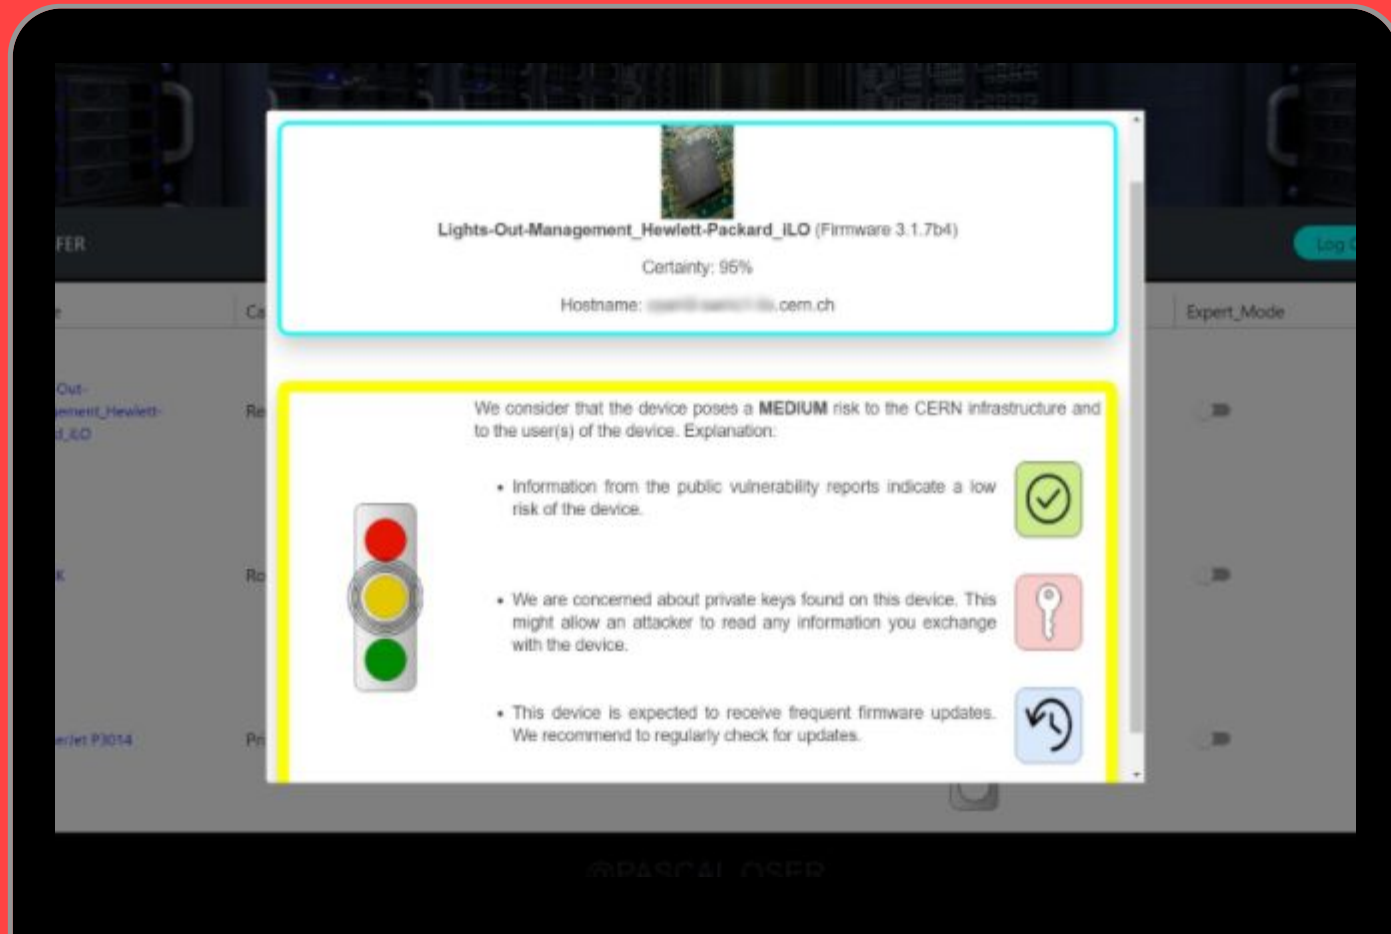 Lights-Out-Management_Hewlett-Packard_iLO (Firmware 3.1.7b4)
Certainty: 96%
Hostname: .cern.ch
FER
Log
Ca
Expert_Mode
We consider that the device poses a MEDIUM risk to the CERN infrastructure and
to the user(s) of the device. Explanation:
• Information from the public vulnerability reports indicate a low
risk of the device.
• We are concerned about private keys found on this device. This
might allow an attacker to read any information you exchange
with the device.
• This device is expected to receive frequent firmware updates.
We recommend to regularly check for updates.
Out-
ement_Hewlett-
d_iLO
Re
K
Ro
erJet P3014
Pri
@PASCAL OSER